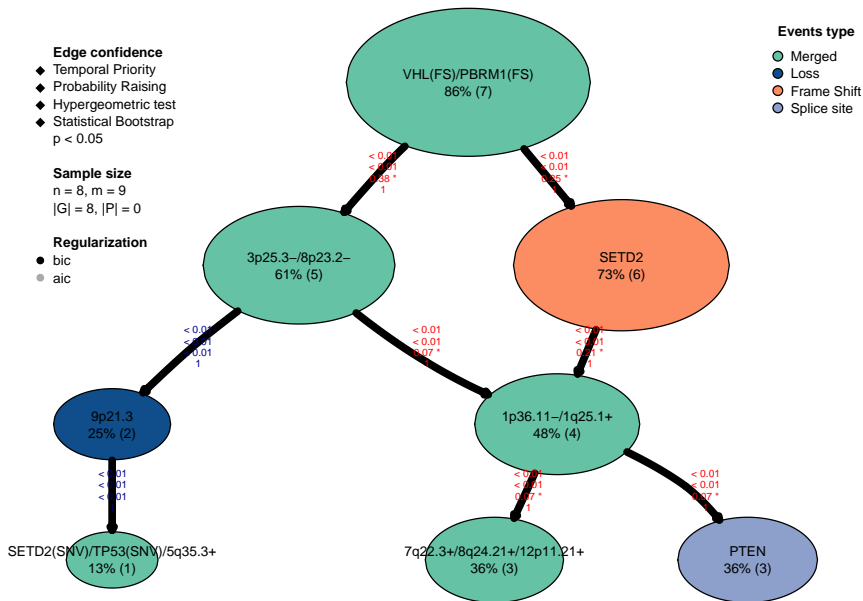 Edge confidence
Temporal Priority
Probability Raising
Hypergeometric test
Statistical Bootstrap
p < 0.05
Sample size
n = 8, m = 9
|G| = 8, |P| = 0
Regularization
bic
aic
Events type
Merged
Loss
Frame Shift
Splice site
VHL(FS)/PBRM1(FS)
86% (7)
< 0.01
< 0.01
0.38 *
1
< 0.01
< 0.01
*
1
3p25.3−/8p23.2−
61% (5)
SETD2
73% (6)
< 0.01
< 0.01
< 0.01
1
< 0.01
< 0.01
0.07 *
1
< 0.01
< 0.01
*
1
9p21.3
25% (2)
1p36.11−/1q25.1+
48% (4)
< 0.01
< 0.01
< 0.01
1
< 0.01
< 0.01
0.07 *
1
< 0.01
< 0.01
0.07 *
1
SETD2(SNV)/TP53(SNV)/5q35.3+
13% (1)
7q22.3+/8q24.21+/12p11.21+
36% (3)
PTEN
36% (3)